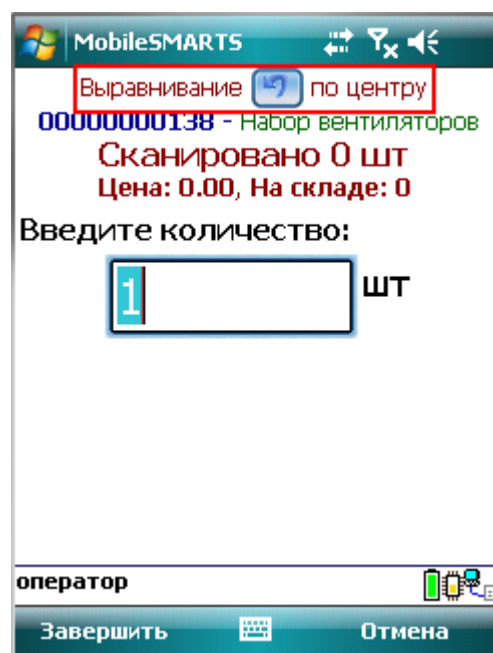 MobileSMARTS
Выравнивание по центру
00000000138 - Набор вентиляторов
Сканировано 0 шт
Цена: 0.00, На складе: 0
Введите количество:
1 шт
оператор
Завершить Отмена